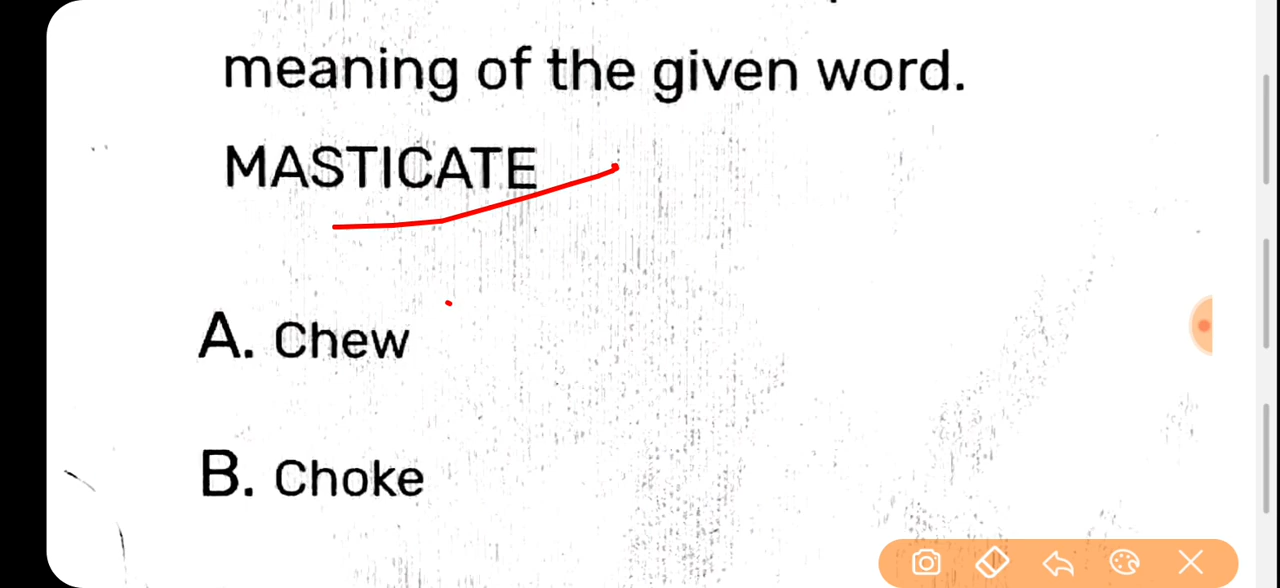 meaning of the given word.
MASTICATE
A. Chew
B. Choke